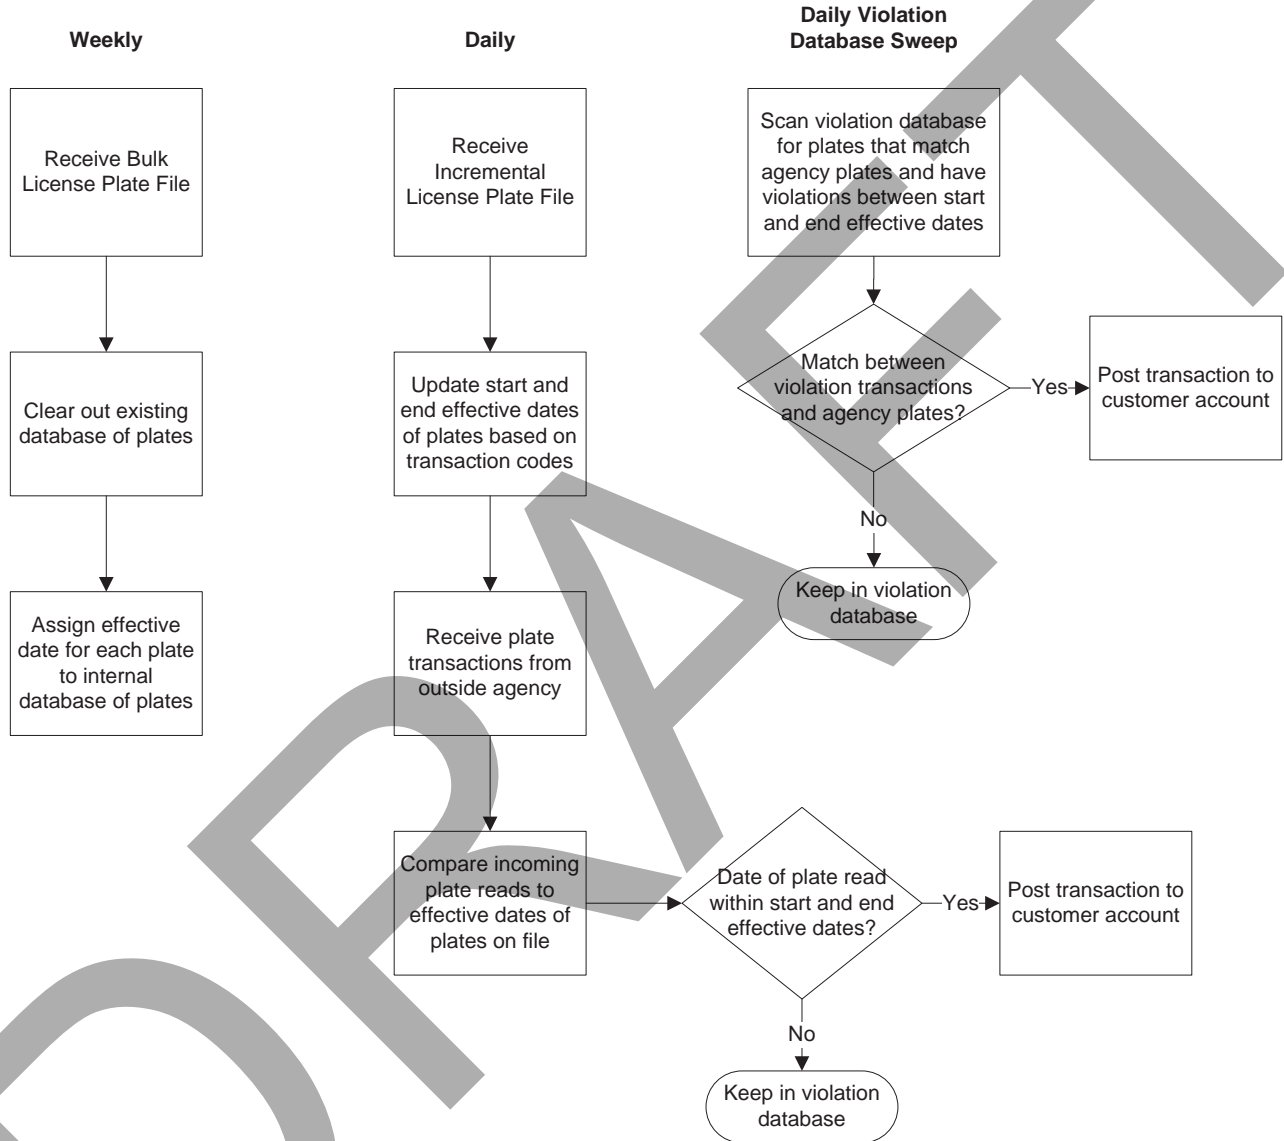 Weekly
Daily
Daily Violation
Database Sweep
Receive Bulk
License Plate File
Clear out existing
database of plates
Assign effective
date for each plate
to internal
database of plates
Receive
Incremental
License Plate File
Update start and
end effective dates
of plates based on
transaction codes
Receive plate
transactions from
outside agency
Compare incoming
plate reads to
effective dates of
plates on file
Date of plate read
within start and end
effective dates?
Yes
Post transaction to
customer account
No
Keep in violation
database
Scan violation database
for plates that match
agency plates and have
violations between start
and end effective dates
Match between
violation transactions
and agency plates?
Yes
Post transaction to
customer account
No
Keep in violation
database
DRAFT